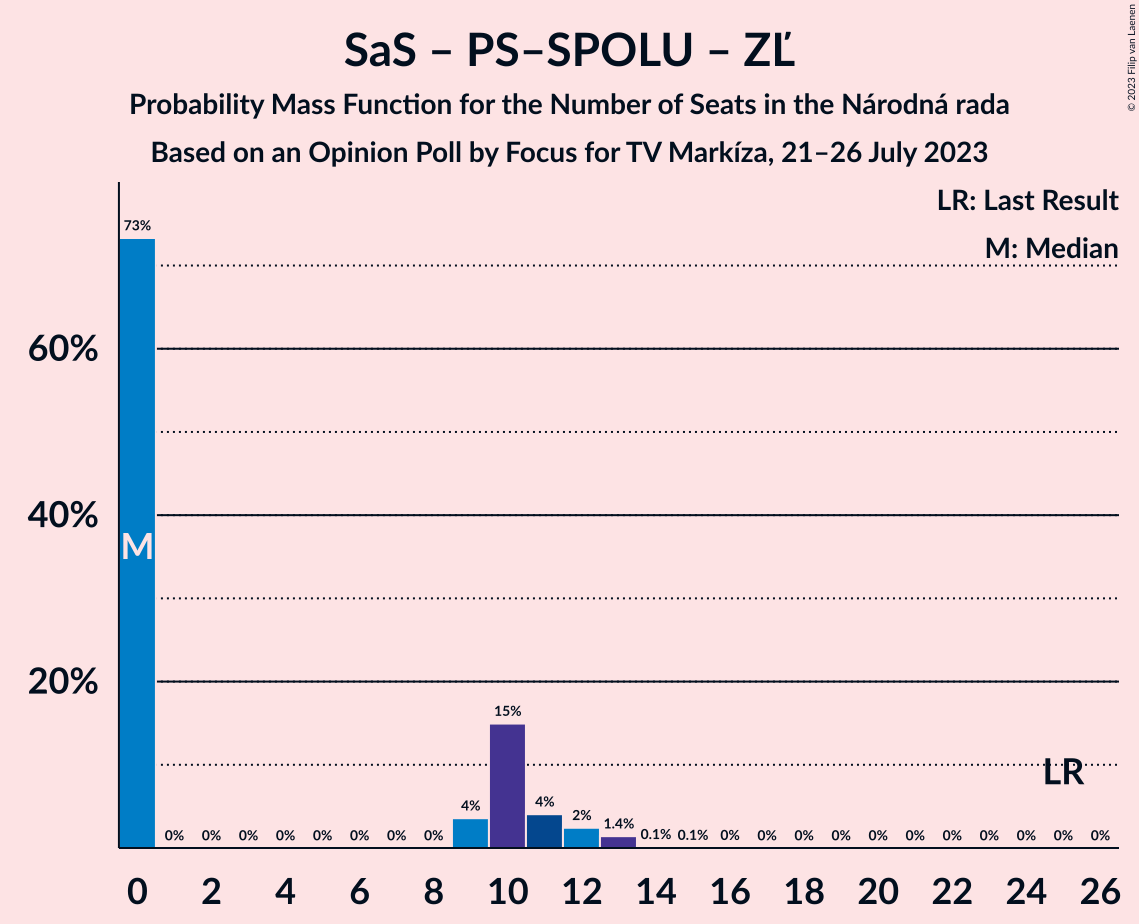 SaS – PS–SPOLU – ZĽ
Probability Mass Function for the Number of Seats in the Národná rada
Based on an Opinion Poll by Focus for TV Markíza, 21–26 July 2023
© 2023 Filip van Laenen
LR: Last Result
M: Median
60%
40%
20%
73%
M
0% 0% 0% 0% 0% 0% 0% 0% 4% 15% 4% 2% 1.4% 0.1% 0.1% 0% 0% 0% 0% 0% 0% 0% 0% 0% 0% 0%
LR
0 2 4 6 8 10 12 14 16 18 20 22 24 26